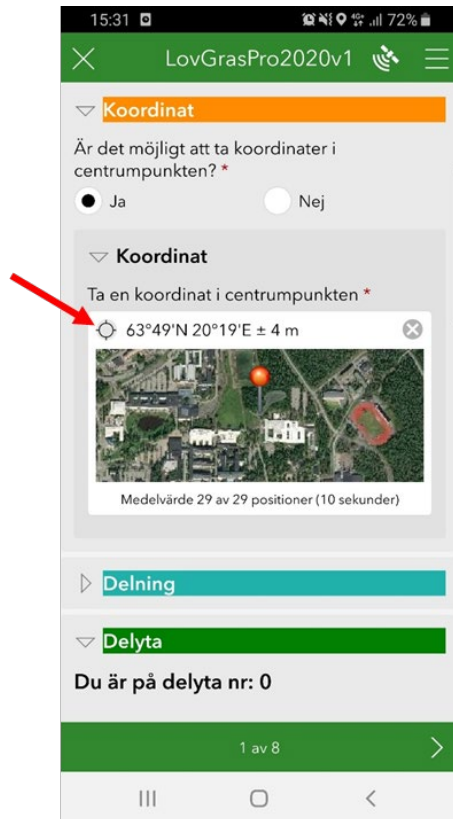 15:31 4G 72%
LovGrasPro2020v1
Koordinat
Är det möjligt att ta koordinater i
centrumpunkten? *
Ja Nej
Koordinat
Ta en koordinat i centrumpunkten *
63°49'N 20°19'E ± 4 m
Medelvärde 29 av 29 positioner (10 sekunder)
Delning
Delyta
Du är på delyta nr: 0
1 av 8